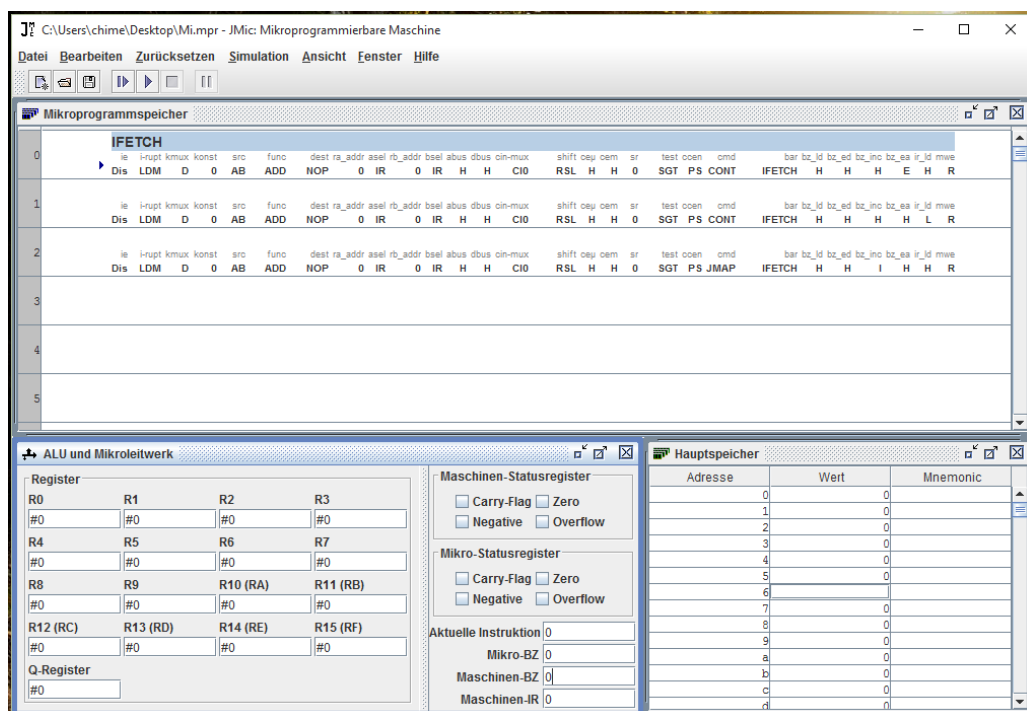 C:\Users\chime\Desktop\Mi.mpr - JMic: Mikroprogrammierbare Maschine
Datei Bearbeiten Zurücksetzen Simulation Ansicht Fenster Hilfe
Mikroprogrammspeicher
IFETCH
0
ie i-rupt kmux konst src func dest ra_addr asel rb_addr bsel abus dbus cin-mux shift ceµ cem sr test ccen cmd bar bz_ld bz_ed bz_inc bz_ea ir_ld mwe
Dis LDM D 0 AB ADD NOP 0 IR 0 IR H H CI0 RSL H H 0 SGT PS CONT IFETCH H H H E H R
1
ie i-rupt kmux konst src func dest ra_addr asel rb_addr bsel abus dbus cin-mux shift ceµ cem sr test ccen cmd bar bz_ld bz_ed bz_inc bz_ea ir_ld mwe
Dis LDM D 0 AB ADD NOP 0 IR 0 IR H H CI0 RSL H H 0 SGT PS CONT IFETCH H H H H L R
2
ie i-rupt kmux konst src func dest ra_addr asel rb_addr bsel abus dbus cin-mux shift ceµ cem sr test ccen cmd bar bz_ld bz_ed bz_inc bz_ea ir_ld mwe
Dis LDM D 0 AB ADD NOP 0 IR 0 IR H H CI0 RSL H H 0 SGT PS JMAP IFETCH H H I H H R
3
4
5
ALU und Mikroleitwerk
Register
R0 R1 R2 R3
#0 #0 #0 #0
R4 R5 R6 R7
#0 #0 #0 #0
R8 R9 R10 (RA) R11 (RB)
#0 #0 #0 #0
R12 (RC) R13 (RD) R14 (RE) R15 (RF)
#0 #0 #0 #0
Q-Register
#0
Maschinen-Statusregister
Carry-Flag Zero
Negative Overflow
Mikro-Statusregister
Carry-Flag Zero
Negative Overflow
Aktuelle Instruktion 0
Mikro-BZ 0
Maschinen-BZ 0
Maschinen-IR 0
Hauptspeicher
Adresse Wert Mnemonic
0 0
1 0
2 0
3 0
4 0
5 0
6
7 0
8 0
9 0
a 0
b 0
c 0
d 0